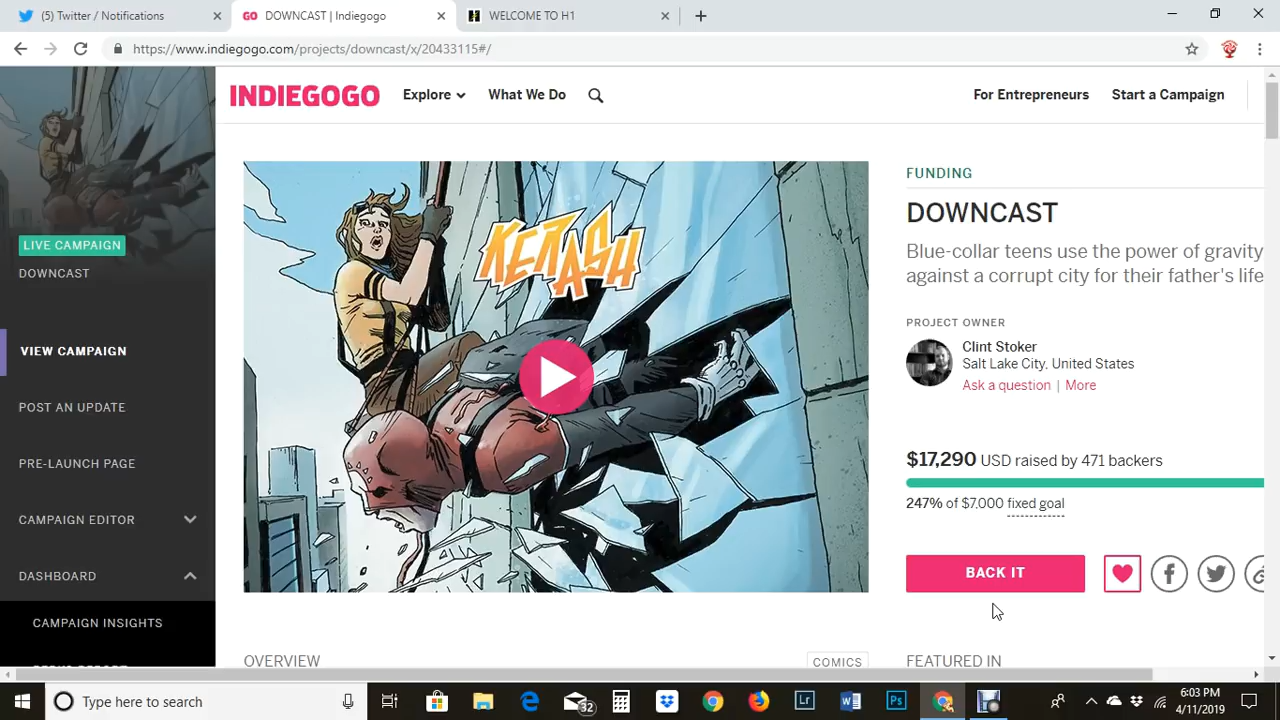 (5) Twitter / Notifications
GO DOWNCAST | Indiegogo
H WELCOME TO H1
https://www.indiegogo.com/projects/downcast/x/20433115#/
INDIEGOGO
Explore
What We Do
For Entrepreneurs
Start a Campaign
LIVE CAMPAIGN
DOWNCAST
VIEW CAMPAIGN
POST AN UPDATE
PRE-LAUNCH PAGE
CAMPAIGN EDITOR
DASHBOARD
CAMPAIGN INSIGHTS
KERASH
FUNDING
DOWNCAST
Blue-collar teens use the power of gravity
against a corrupt city for their father's life
PROJECT OWNER
Clint Stoker
Salt Lake City, United States
Ask a question | More
$17,290 USD raised by 471 backers
247% of $7,000 fixed goal
BACK IT
OVERVIEW
COMICS
FEATURED IN
Type here to search
32
Lr
Ps
6:03 PM
4/11/2019